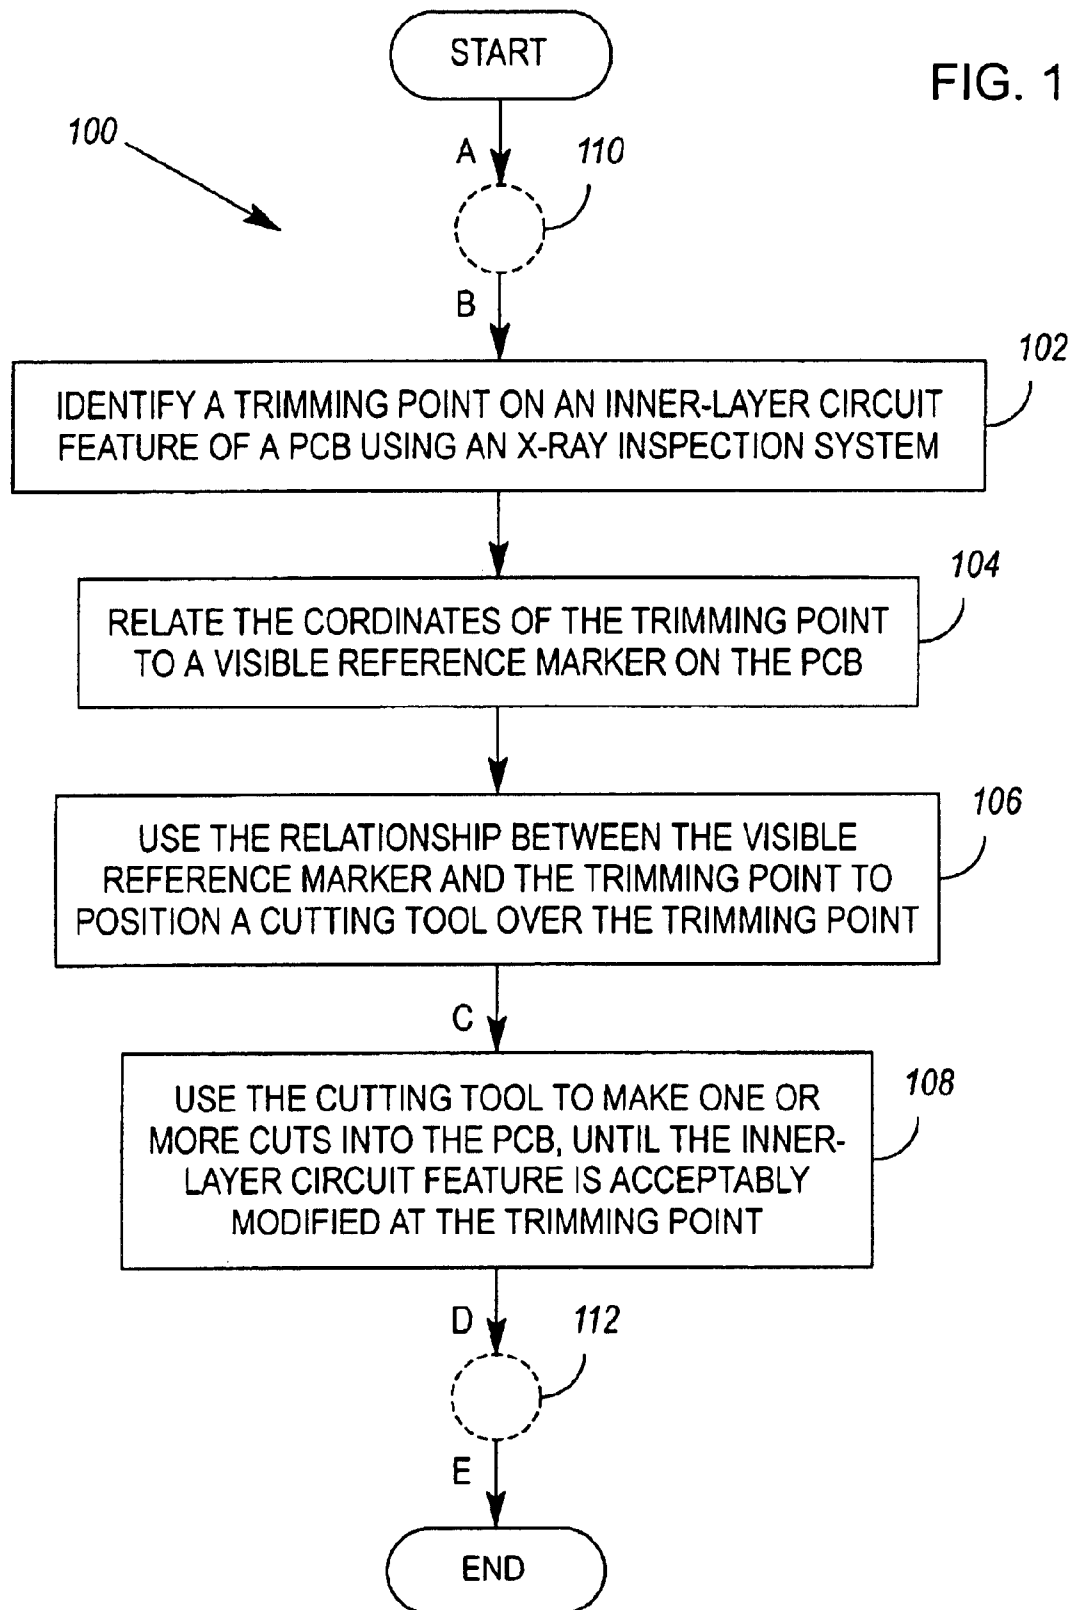 START
FIG. 1
100
A
110
B
102
IDENTIFY A TRIMMING POINT ON AN INNER-LAYER CIRCUIT
FEATURE OF A PCB USING AN X-RAY INSPECTION SYSTEM
104
RELATE THE CORDINATES OF THE TRIMMING POINT
TO A VISIBLE REFERENCE MARKER ON THE PCB
106
USE THE RELATIONSHIP BETWEEN THE VISIBLE
REFERENCE MARKER AND THE TRIMMING POINT TO
POSITION A CUTTING TOOL OVER THE TRIMMING POINT
C
108
USE THE CUTTING TOOL TO MAKE ONE OR
MORE CUTS INTO THE PCB, UNTIL THE INNER-
LAYER CIRCUIT FEATURE IS ACCEPTABLY
MODIFIED AT THE TRIMMING POINT
D
112
E
END